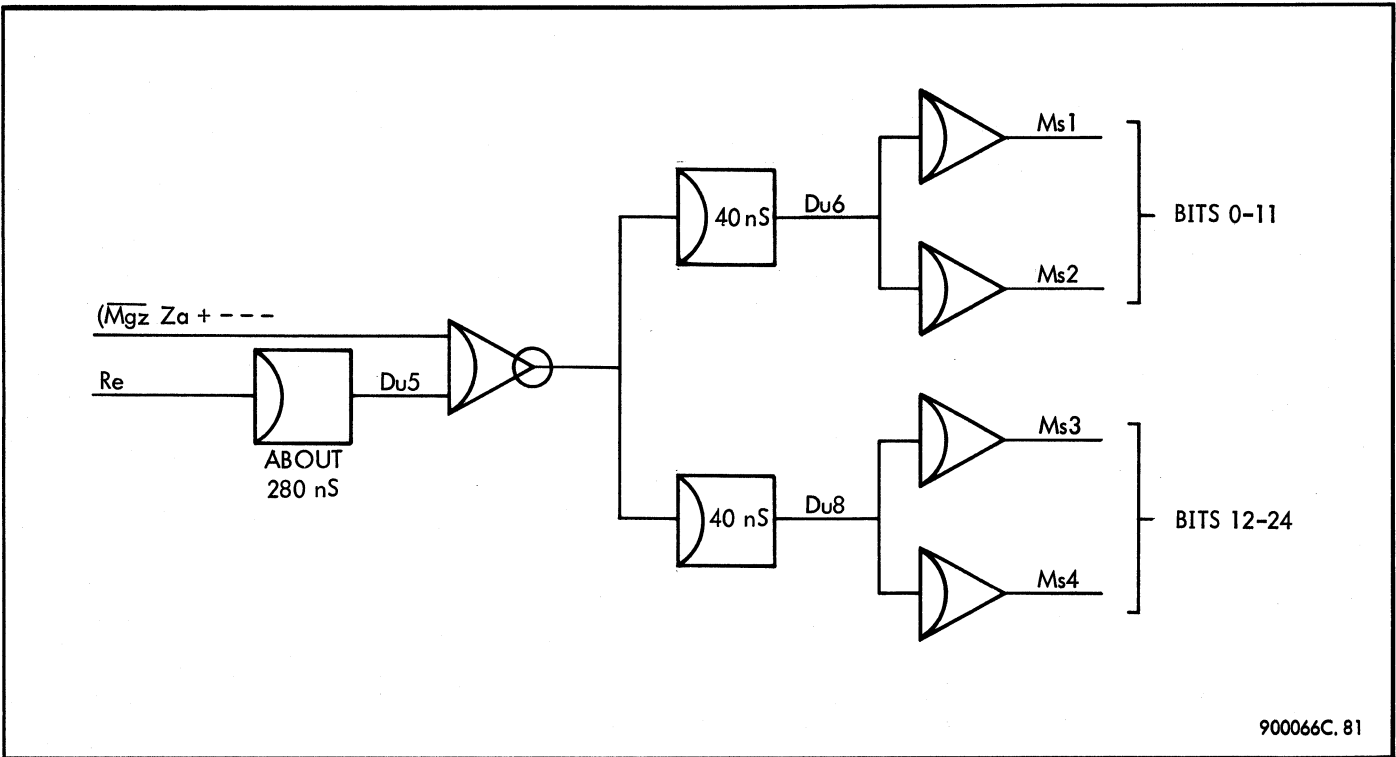 Ms1
40 nS
Du6
BITS 0-11
Ms2
(M̅g̅z̅ Za + ---
Re
Du5
ABOUT
280 nS
Ms3
40 nS
Du8
BITS 12-24
Ms4
900066C. 81